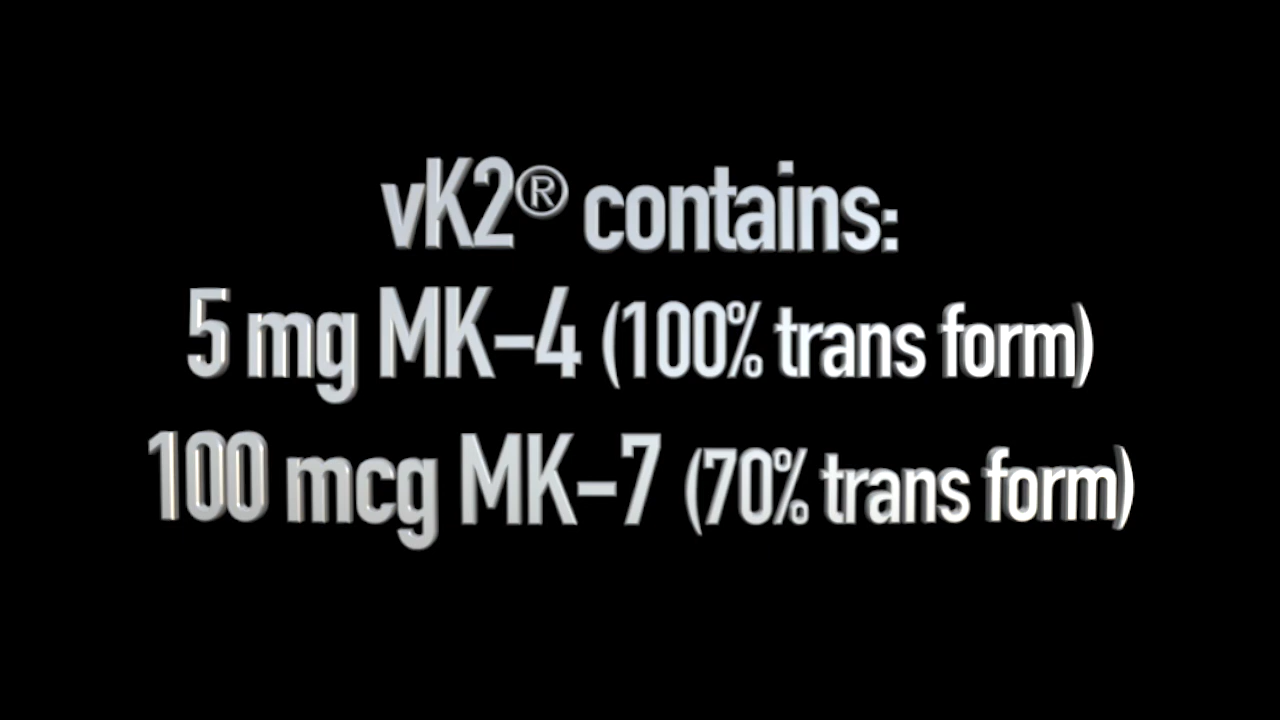 vK2® contains:
5 mg MK-4 (100% trans form)
100 mcg MK-7 (70% trans form)